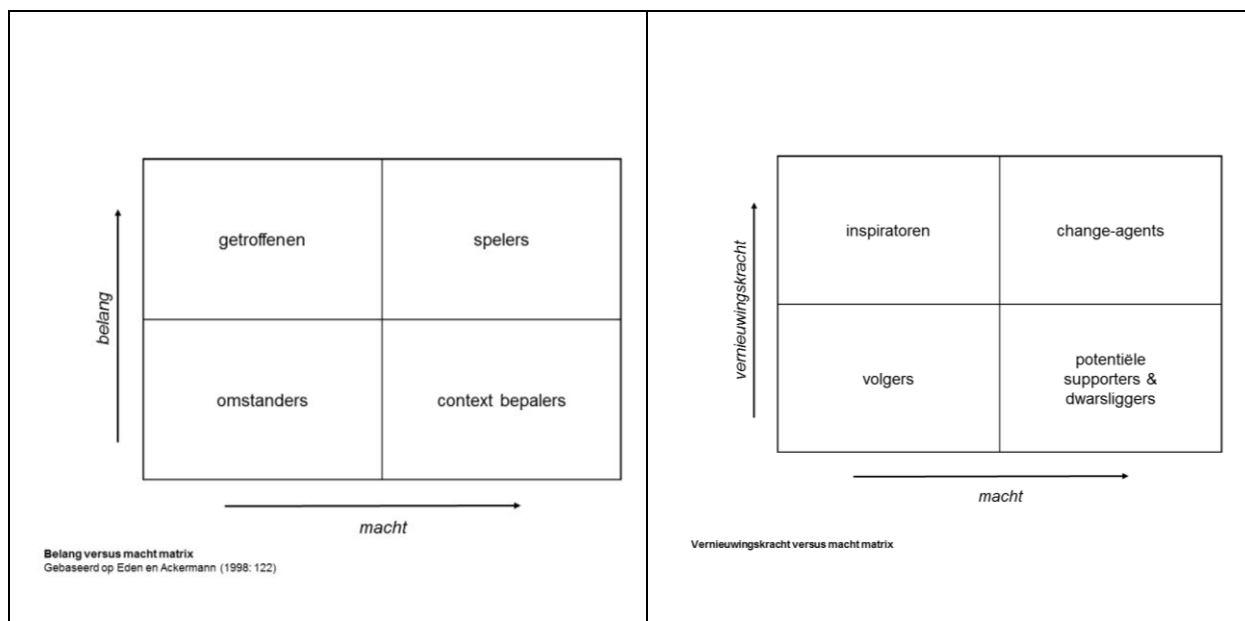 getroffenen
spelers
belang
omstanders
context bepalers
macht
Belang versus macht matrix
Gebaseerd op Eden en Ackermann (1998: 122)
inspiratoren
change-agents
vernieuwingskracht
volgers
potentiële
supporters &
dwarsliggers
macht
Vernieuwingskracht versus macht matrix